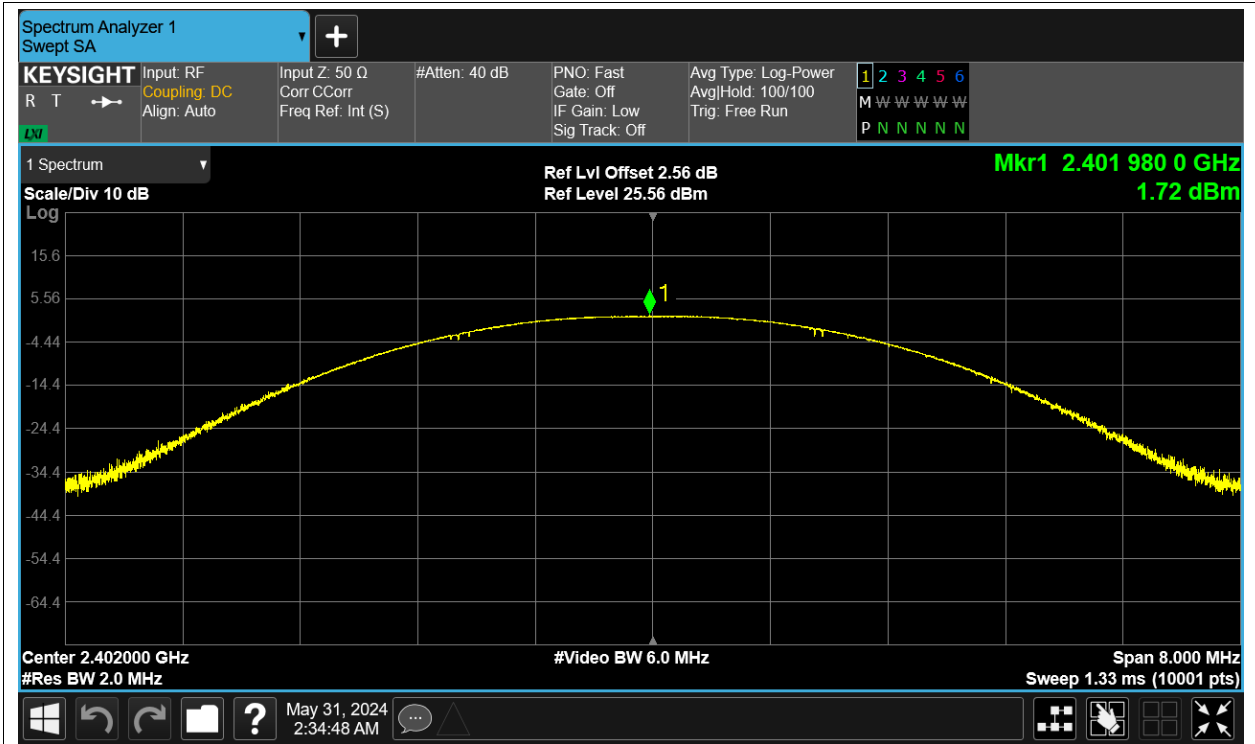 Spectrum Analyzer 1
Swept SA
KEYSIGHT
R T
LXI
Input: RF
Coupling: DC
Align: Auto
Input Z: 50 Ω
Corr CCorr
Freq Ref: Int (S)
#Atten: 40 dB
PNO: Fast
Gate: Off
IF Gain: Low
Sig Track: Off
Avg Type: Log-Power
Avg|Hold: 100/100
Trig: Free Run
1 2 3 4 5 6
M W W W W W
P N N N N N
1 Spectrum
Scale/Div 10 dB
Log
Ref Lvl Offset 2.56 dB
Ref Level 25.56 dBm
Mkr1 2.401 980 0 GHz
1.72 dBm
15.6
5.56
-4.44
-14.4
-24.4
-34.4
-44.4
-54.4
-64.4
1
Center 2.402000 GHz
#Res BW 2.0 MHz
#Video BW 6.0 MHz
Span 8.000 MHz
Sweep 1.33 ms (10001 pts)
?
May 31, 2024
2:34:48 AM